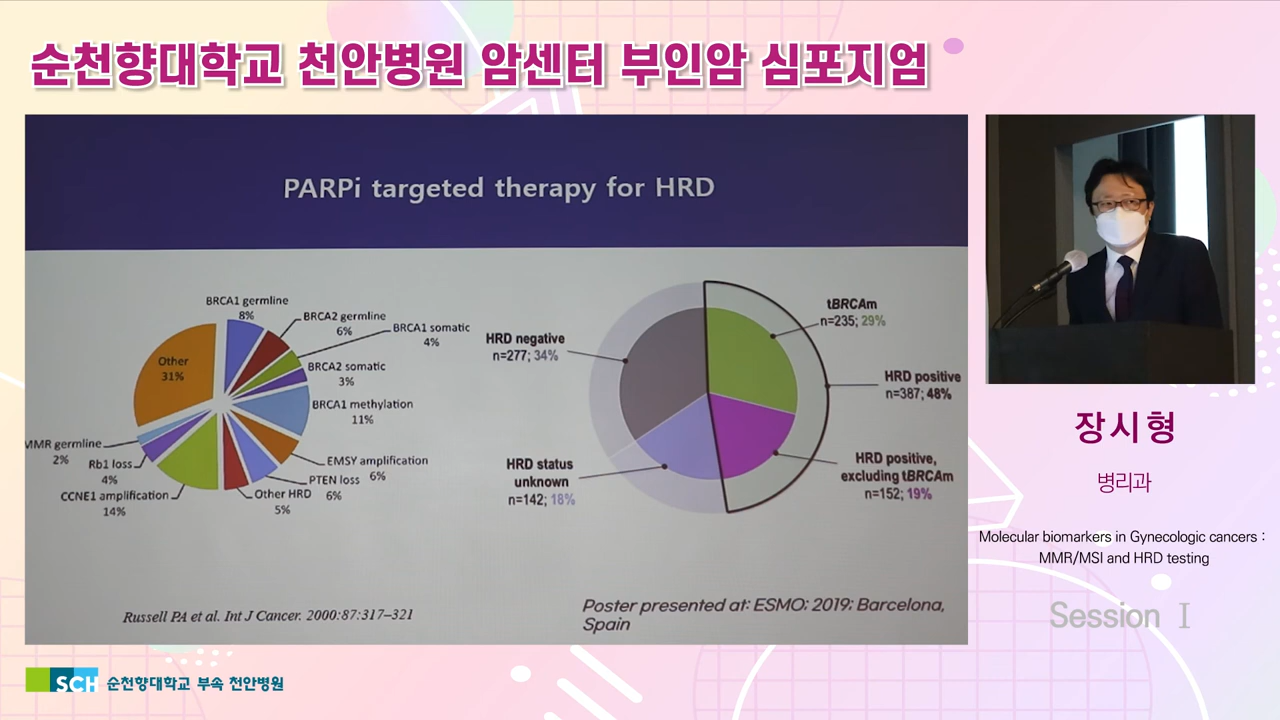 순천향대학교 천안병원 암센터 부인암 심포지엄
PARPi targeted therapy for HRD
BRCA1 germline
8%
BRCA2 germline
6%
BRCA1 somatic
4%
BRCA2 somatic
3%
BRCA1 methylation
11%
EMSY amplification
6%
PTEN loss
6%
Other HRD
5%
CCNE1 amplification
14%
Rb1 loss
4%
MMR germline
2%
Other
31%
HRD negative
n=277; 34%
tBRCAm
n=235; 29%
HRD positive
n=387; 48%
HRD positive,
excluding tBRCAm
n=152; 19%
HRD status
unknown
n=142; 18%
Russell PA et al. Int J Cancer. 2000:87:317–321
Poster presented at: ESMO; 2019; Barcelona,
Spain
장시형
병리과
Molecular biomarkers in Gynecologic cancers :
MMR/MSI and HRD testing
Session Ⅰ
SCH 순천향대학교 부속 천안병원